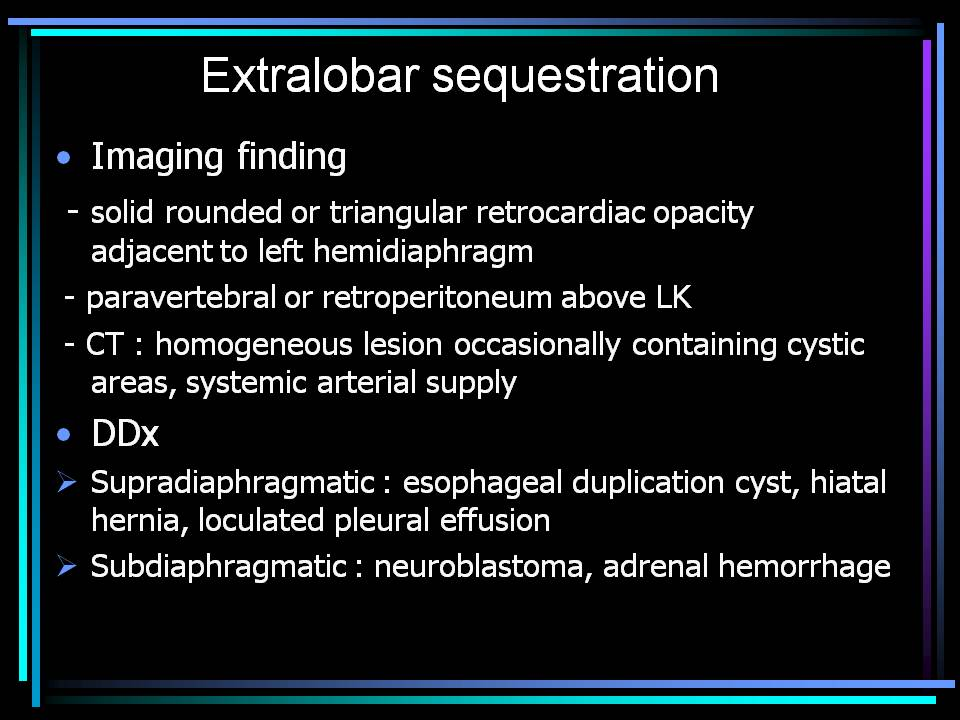 Extralobar sequestration
• Imaging finding
- solid rounded or triangular retrocardiac opacity
adjacent to left hemidiaphragm
- paravertebral or retroperitoneum above LK
- CT : homogeneous lesion occasionally containing cystic
areas, systemic arterial supply
• DDx
➢ Supradiaphragmatic : esophageal duplication cyst, hiatal
hernia, loculated pleural effusion
➢ Subdiaphragmatic : neuroblastoma, adrenal hemorrhage